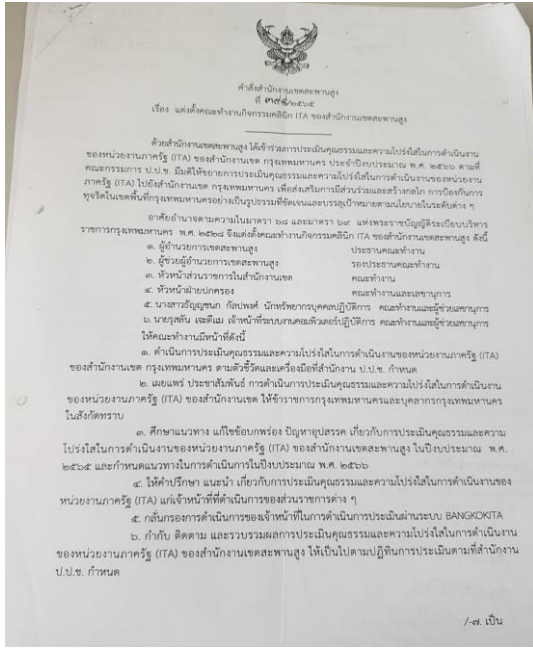 คำสั่งสำนักงานเขตสะพานสูง
ที่ ๓๙๕/๒๕๖๕
เรื่อง แต่งตั้งคณะทำงานกิจกรรมคลินิก ITA ของสำนักงานเขตสะพานสูง
ด้วยสำนักงานเขตสะพานสูง ได้เข้าร่วมการประเมินคุณธรรมและความโปร่งใสในการดำเนินงาน
ของหน่วยงานภาครัฐ (ITA) ของสำนักงานเขต กรุงเทพมหานคร ประจำปีงบประมาณ พ.ศ. ๒๕๖๖ ตามที่
คณะกรรมการ ป.ป.ช. มีมติให้ขยายการประเมินคุณธรรมและความโปร่งใสในการดำเนินงานของหน่วยงาน
ภาครัฐ (ITA) ไปยังสำนักงานเขต กรุงเทพมหานคร เพื่อส่งเสริมการมีส่วนร่วมและสร้างกลไก การป้องกันการ
ทุจริตในเขตพื้นที่กรุงเทพมหานครอย่างเป็นรูปธรรมที่ชัดเจนและบรรลุเป้าหมายตามนโยบายในระดับต่าง ๆ
อาศัยอำนาจตามความในมาตรา ๖๘ และมาตรา ๖๙ แห่งพระราชบัญญัติระเบียบบริหาร
ราชการกรุงเทพมหานคร พ.ศ. ๒๕๒๘ จึงแต่งตั้งคณะทำงานกิจกรรมคลินิก ITA ของสำนักงานเขตสะพานสูง ดังนี้
๑. ผู้อำนวยการเขตสะพานสูง ประธานคณะทำงาน
๒. ผู้ช่วยผู้อำนวยการเขตสะพานสูง รองประธานคณะทำงาน
๓. หัวหน้าส่วนราชการในสำนักงานเขต คณะทำงาน
๔. หัวหน้าฝ่ายปกครอง คณะทำงานและเลขานุการ
๕. นางสาวธัญญชนก กัลปพงศ์ นักทรัพยากรบุคคลปฏิบัติการ คณะทำงานและผู้ช่วยเลขานุการ
๖. นายรุสลัน เจะตีแม เจ้าหน้าที่ระบบงานคอมพิวเตอร์ปฏิบัติการ คณะทำงานและผู้ช่วยเลขานุการ
ให้คณะทำงานมีหน้าที่ดังนี้
๑. ดำเนินการประเมินคุณธรรมและความโปร่งใสในการดำเนินงานของหน่วยงานภาครัฐ (ITA)
ของสำนักงานเขต กรุงเทพมหานคร ตามตัวชี้วัดและเครื่องมือที่สำนักงาน ป.ป.ช. กำหนด
๒. เผยแพร่ ประชาสัมพันธ์ การดำเนินการประเมินคุณธรรมและความโปร่งใสในการดำเนินงาน
ของหน่วยงานภาครัฐ (ITA) ของสำนักงานเขต ให้ข้าราชการกรุงเทพมหานครและบุคลากรกรุงเทพมหานคร
ในสังกัดทราบ
๓. ศึกษาแนวทาง แก้ไขข้อบกพร่อง ปัญหาอุปสรรค เกี่ยวกับการประเมินคุณธรรมและความ
โปร่งใสในการดำเนินงานของหน่วยงานภาครัฐ (ITA) ของสำนักงานเขตสะพานสูง ในปีงบประมาณ พ.ศ.
๒๕๖๕ และกำหนดแนวทางในการดำเนินการในปีงบประมาณ พ.ศ. ๒๕๖๖
๔. ให้คำปรึกษา แนะนำ เกี่ยวกับการประเมินคุณธรรมและความโปร่งใสในการดำเนินงานของ
หน่วยงานภาครัฐ (ITA) แก่เจ้าหน้าที่ที่ดำเนินการของส่วนราชการต่าง ๆ
๕. กลั่นกรองการดำเนินการของเจ้าหน้าที่ในการดำเนินการประเมินผ่านระบบ BANGKOKITA
๖. กำกับ ติดตาม และรวบรวมผลการประเมินคุณธรรมและความโปร่งใสในการดำเนินงาน
ของหน่วยงานภาครัฐ (ITA) ของสำนักงานเขตสะพานสูง ให้เป็นไปตามปฏิทินการประเมินตามที่สำนักงาน
ป.ป.ช. กำหนด
/-๗. เป็น